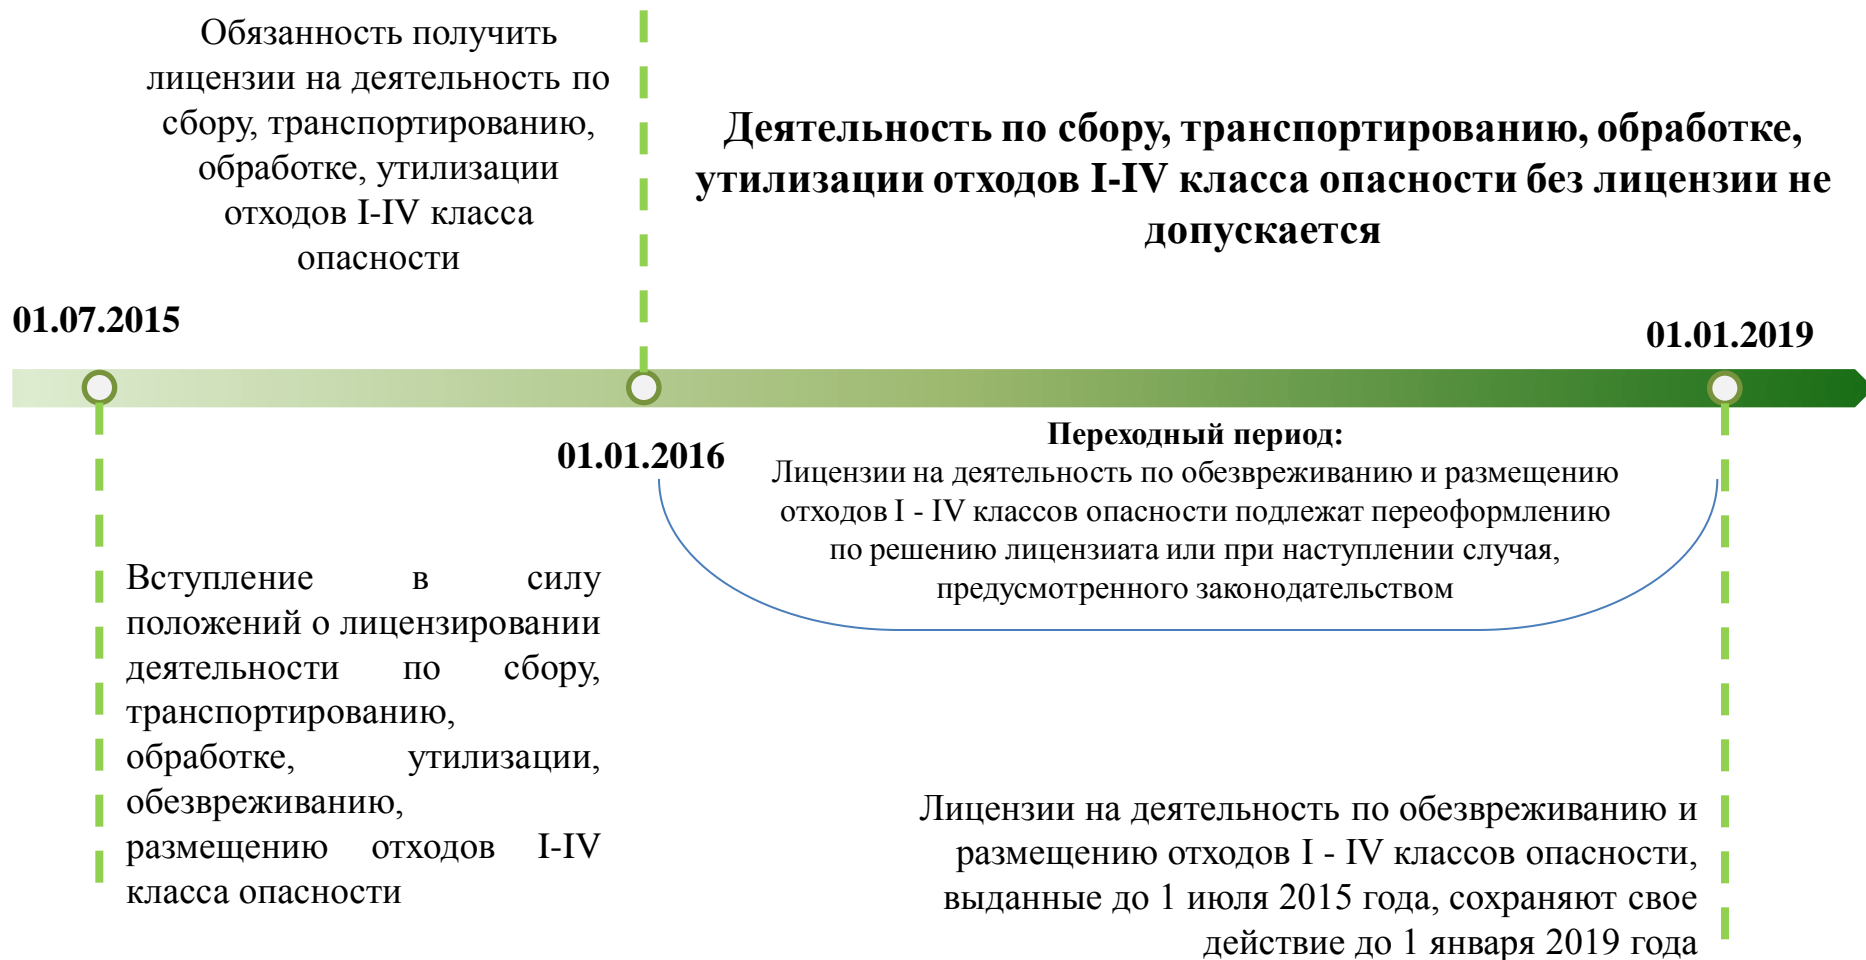 Обязанность получить
лицензии на деятельность по
сбору, транспортированию,
обработке, утилизации
отходов I-IV класса
опасности
Деятельность по сбору, транспортированию, обработке,
утилизации отходов I-IV класса опасности без лицензии не
допускается
01.07.2015
01.01.2019
01.01.2016
Переходный период:
Лицензии на деятельность по обезвреживанию и размещению
отходов I - IV классов опасности подлежат переоформлению
по решению лицензиата или при наступлении случая,
предусмотренного законодательством
Вступление в силу
положений о лицензировании
деятельности по сбору,
транспортированию,
обработке, утилизации,
обезвреживанию,
размещению отходов I-IV
класса опасности
Лицензии на деятельность по обезвреживанию и
размещению отходов I - IV классов опасности,
выданные до 1 июля 2015 года, сохраняют свое
действие до 1 января 2019 года